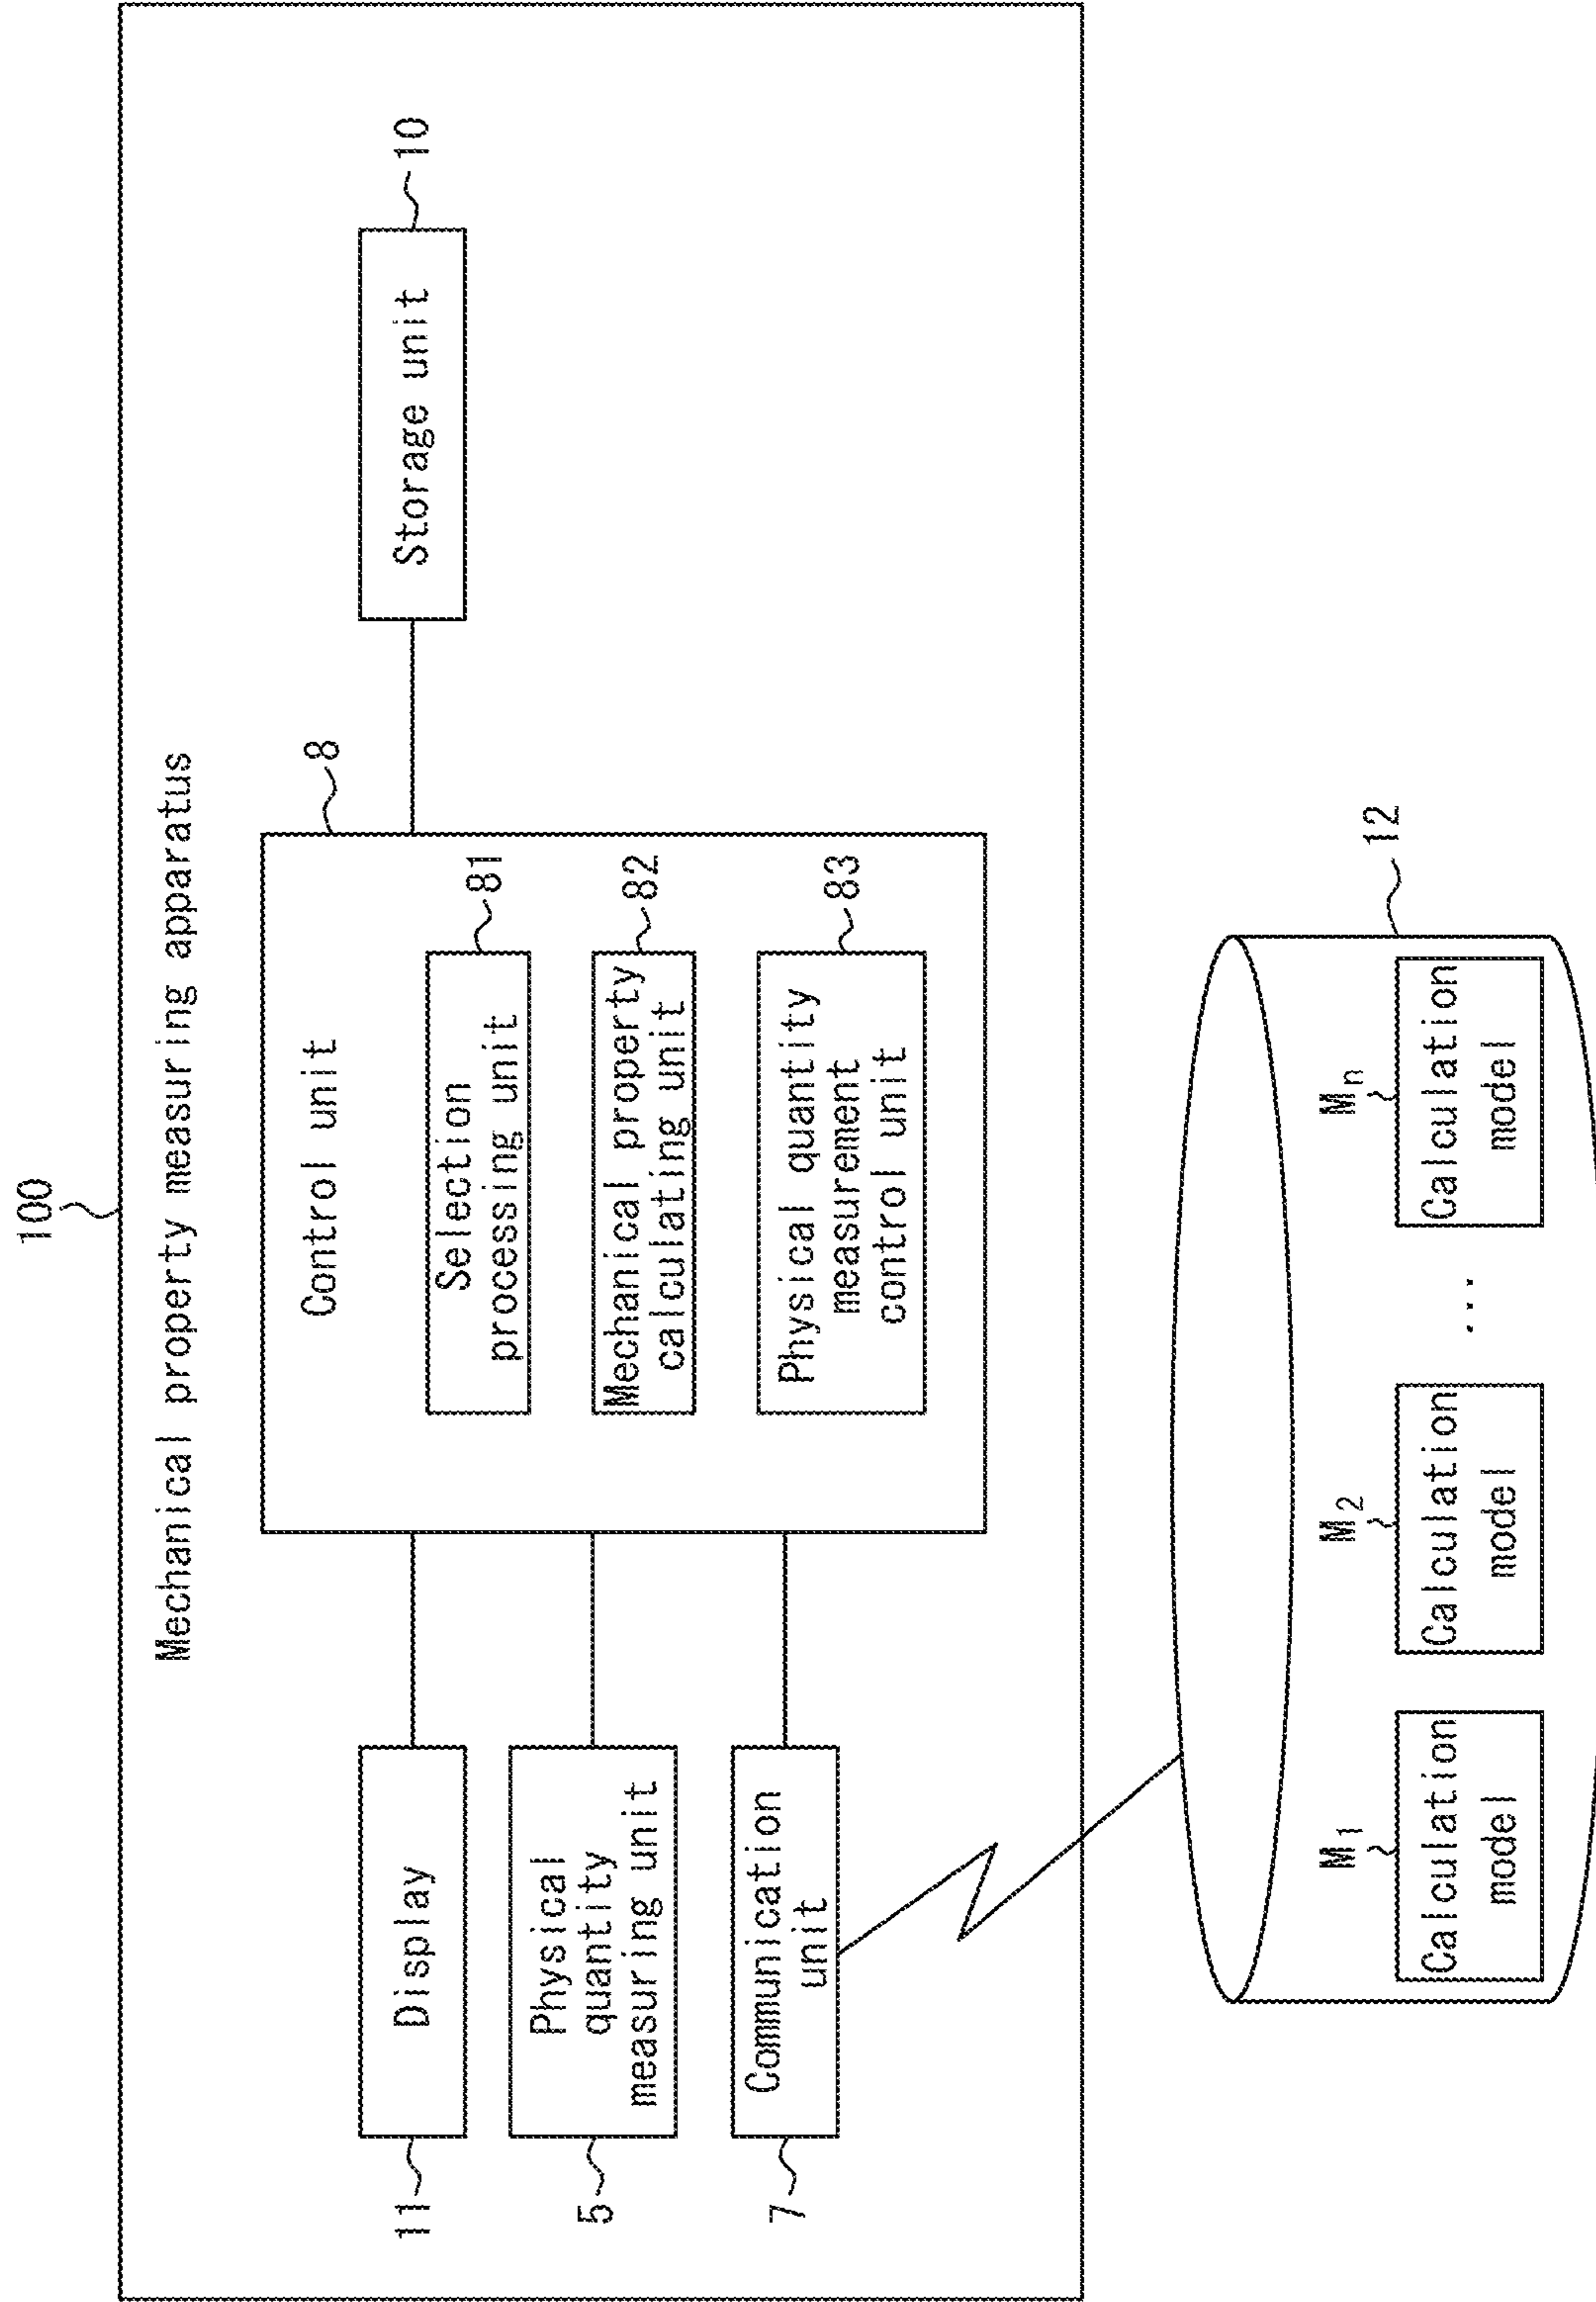 100
Mechanical property measuring apparatus
11
Display
5
Physical
quantity
measuring unit
7
Communication
unit
8
Control unit
81
Selection
processing unit
82
Mechanical property
calculating unit
83
Physical quantity
measurement
control unit
10
Storage unit
12
M1
Calculation
model
M2
Calculation
model
...
Mn
Calculation
model